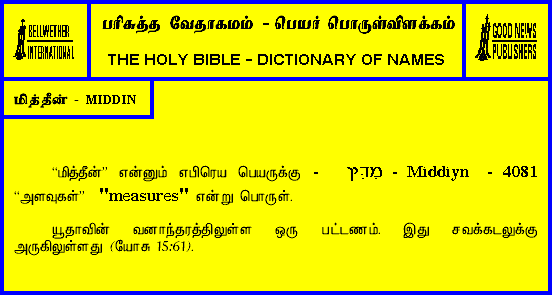 BELLWETHER
INTERNATIONAL
பரிசுத்த வேதாகமம் - பெயர் பொருள்விளக்கம்
THE HOLY BIBLE – DICTIONARY OF NAMES
GOOD NEWS
PUBLISHERS
மித்தீன் - MIDDIN
“மித்தீன்” என்னும் எபிரெய பெயருக்கு - מִדִּין - Middiyn - 4081
“அளவுகள்” "measures" என்று பொருள்.
யூதாவின் வனாந்தரத்திலுள்ள ஒரு பட்டணம். இது சவக்கடலுக்கு
அருகிலுள்ளது (யோசு 15:61).